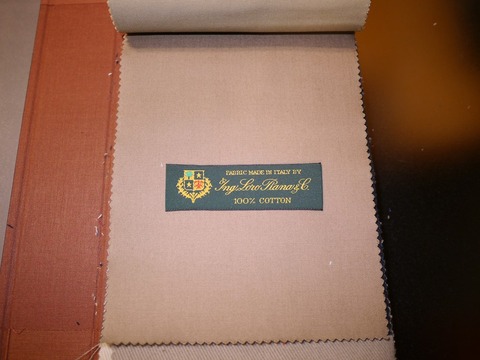 FABRIC MADE IN ITALY BY
Ing. Loro Piana & C.
100% COTTON